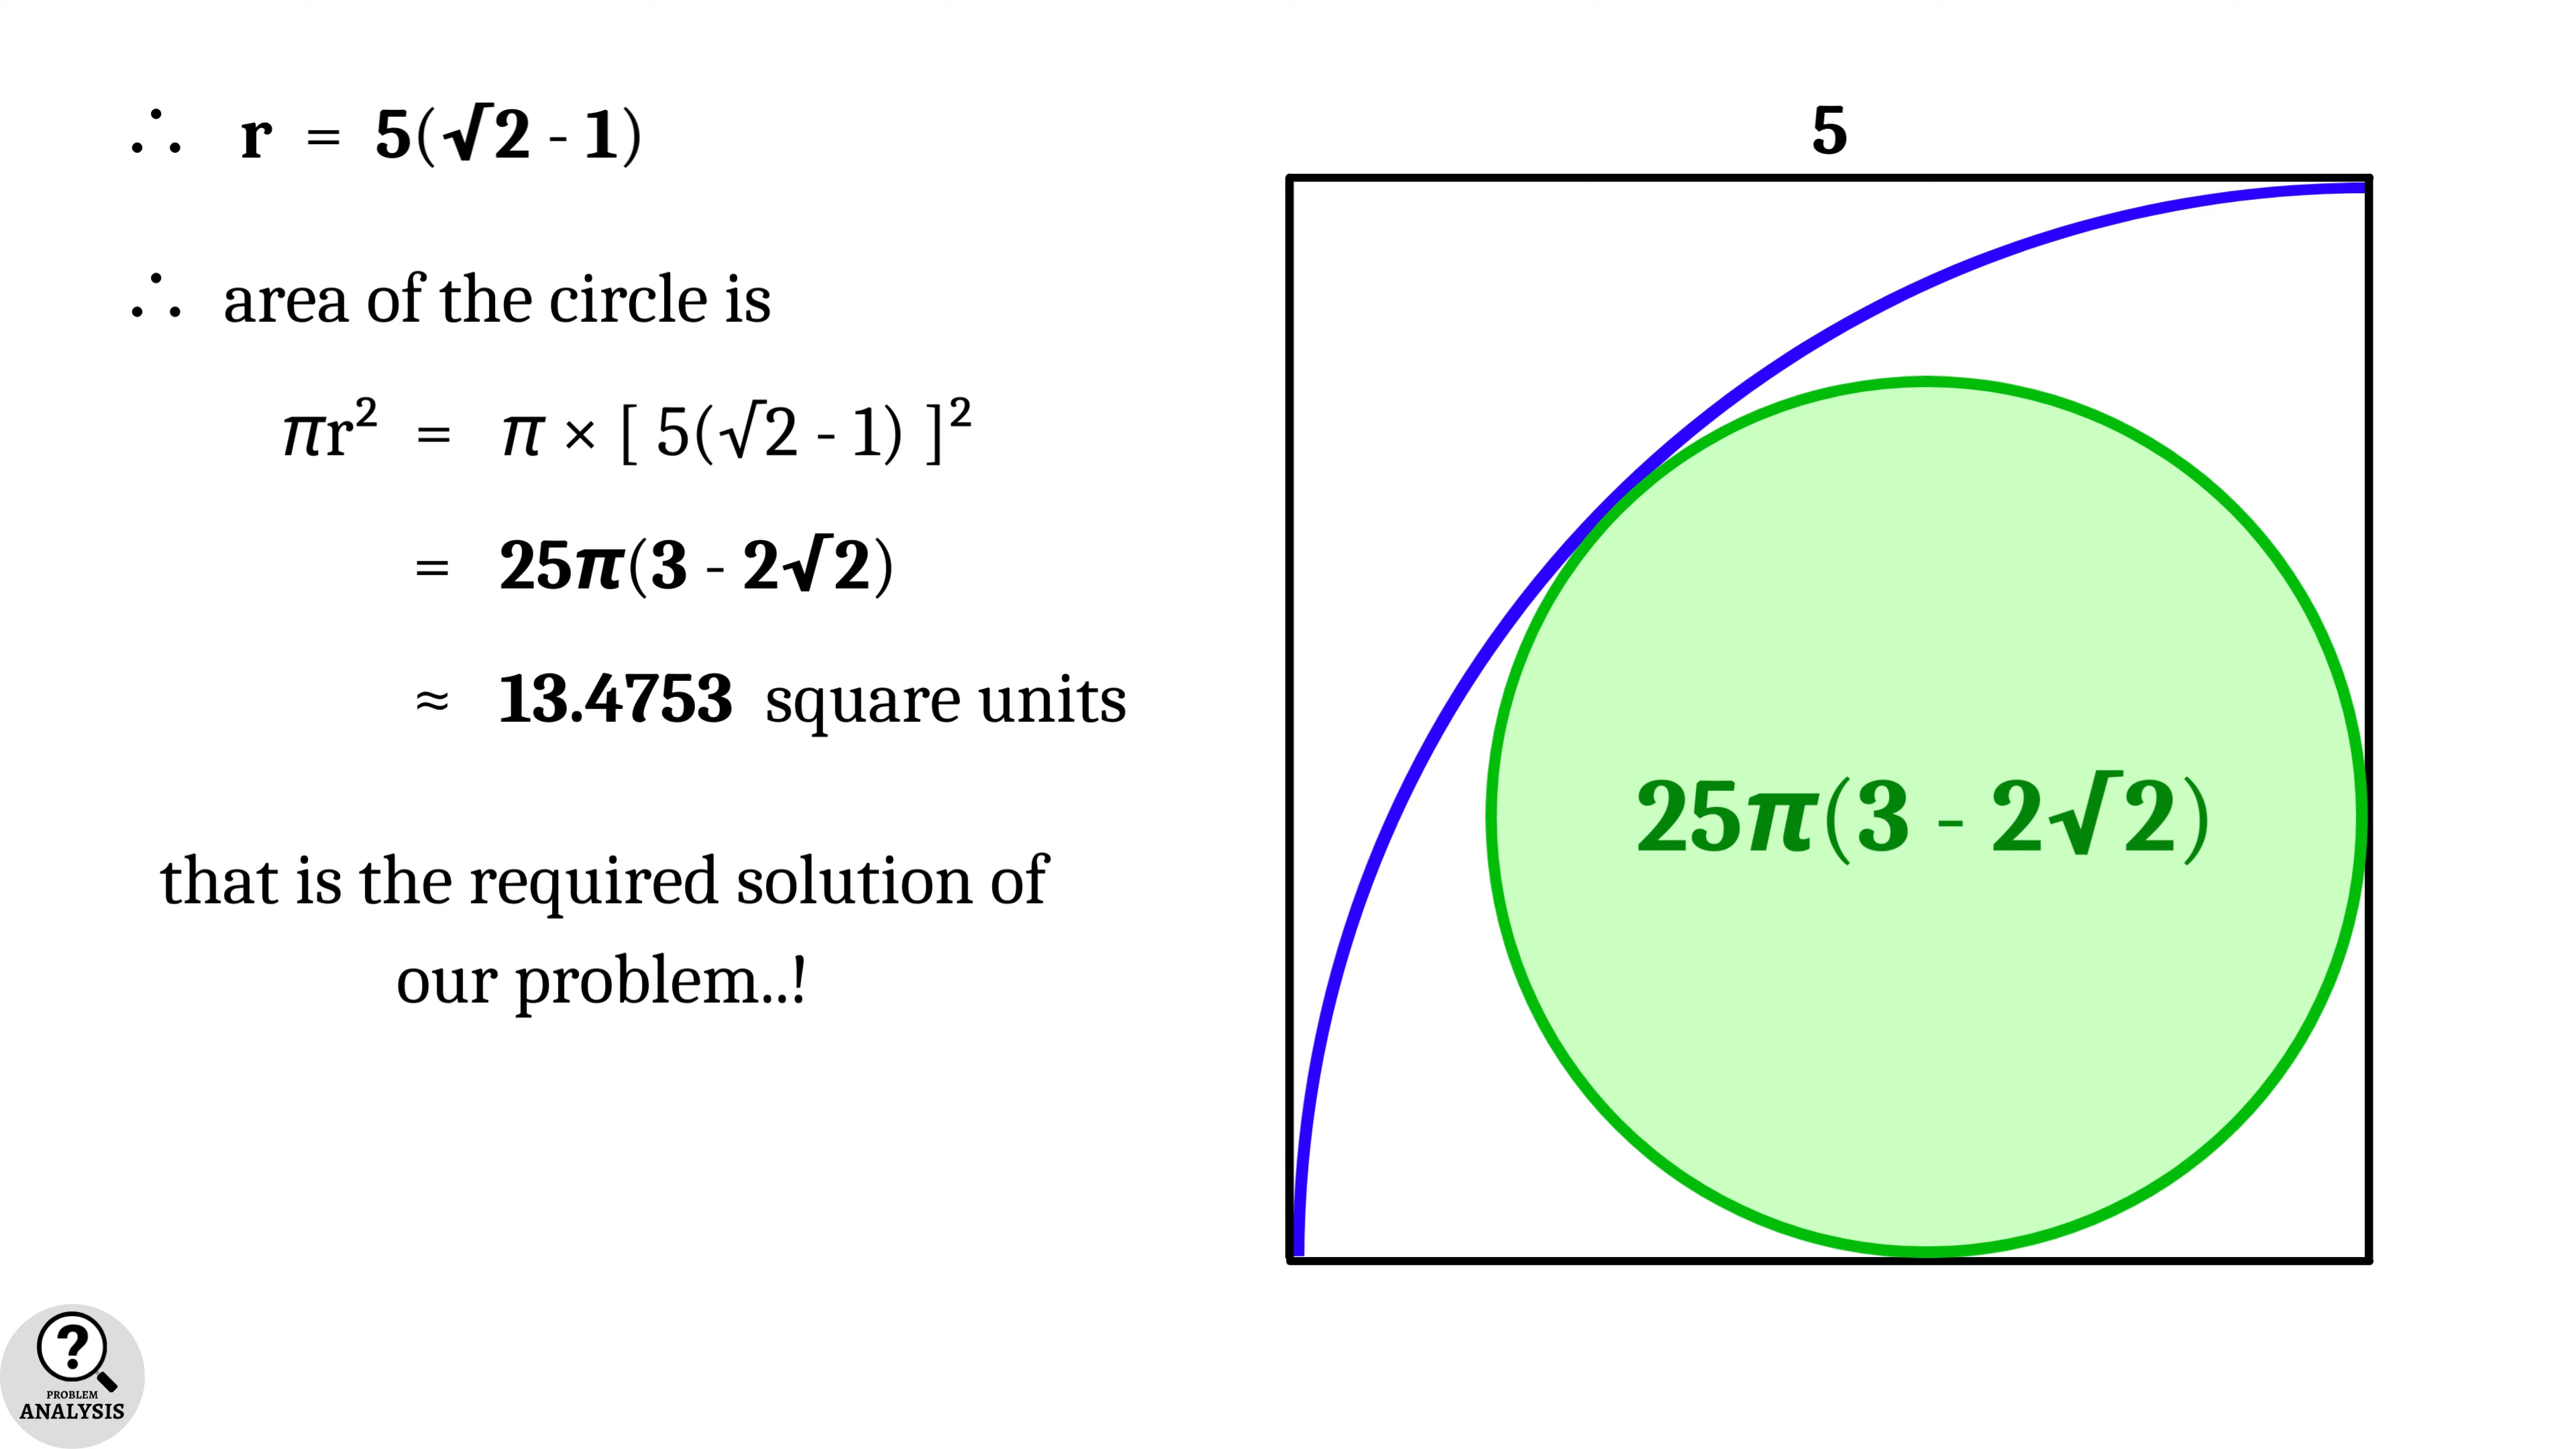 ∴ r = 5(√2 - 1)
∴ area of the circle is
πr² = π × [ 5(√2 - 1) ]²
= 25π(3 - 2√2)
≈ 13.4753 square units
that is the required solution of
our problem..!
5
25π(3 - 2√2)
?
PROBLEM
ANALYSIS